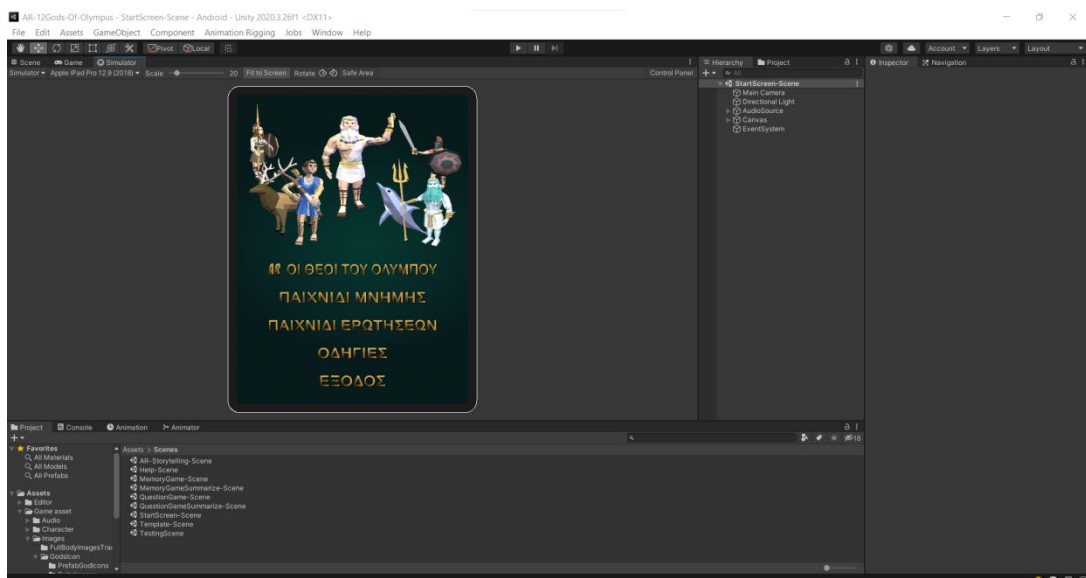 AR-12Gods-Of-Olympus - StartScreen-Scene - Android - Unity 2020.3.26f1 <DX11>
File Edit Assets GameObject Component Animation Rigging Jobs Window Help
Pivot Local Account Layers Layout
Scene Game Simulator Hierarchy Project Inspector Navigation
Simulator Apple iPad Pro 12.9 (2018) Scale 20 Fit to Screen Rotate Safe Area Control Panel All
StartScreen-Scene
Main Camera
Directional Light
AudioSource
Canvas
EventSystem
AR ΟΙ ΘΕΟΙ ΤΟΥ ΟΛΥΜΠΟΥ
ΠΑΙΧΝΙΔΙ ΜΝΗΜΗΣ
ΠΑΙΧΝΙΔΙ ΕΡΩΤΗΣΕΩΝ
ΟΔΗΓΙΕΣ
ΕΞΟΔΟΣ
Project Console Animation Animator
18
Favorites
All Materials
All Models
All Prefabs
Assets
Editor
Game asset
Audio
Character
Images
FullBodyImagesTra
GodsIcon
PrefabGodIcons
Assets > Scenes
AR-Storytelling-Scene
Help-Scene
MemoryGame-Scene
MemoryGameSummarize-Scene
QuestionGame-Scene
QuestionGameSummarize-Scene
StartScreen-Scene
Template-Scene
TestingScene